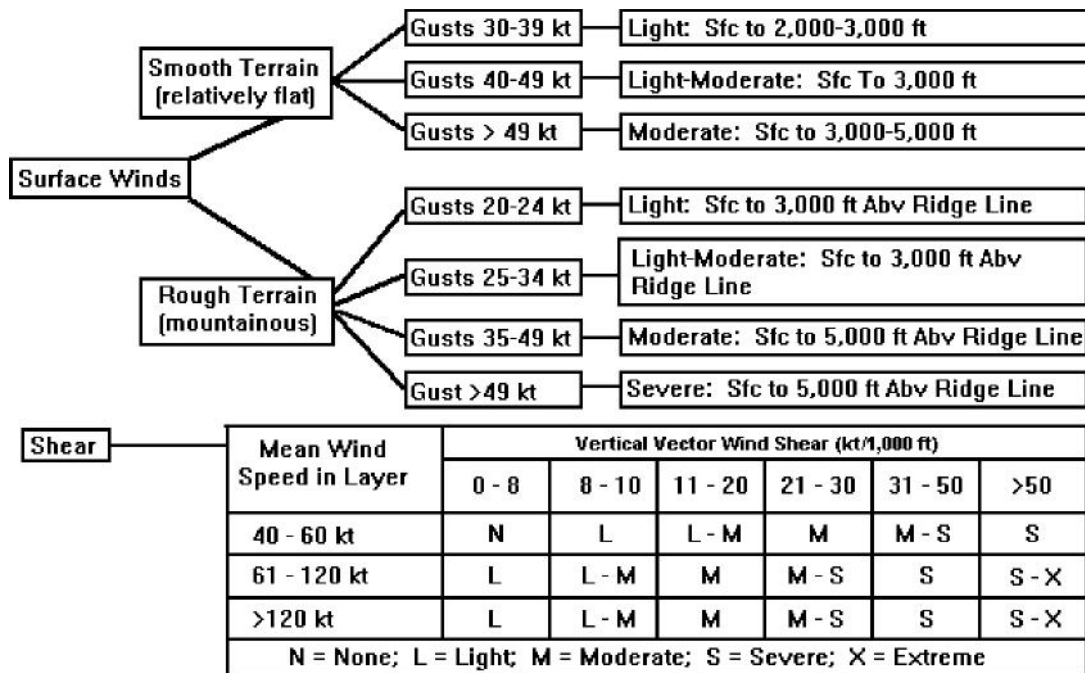 Gusts 30-39 kt
Light: Sfc to 2,000-3,000 ft
Smooth Terrain
(relatively flat)
Gusts 40-49 kt
Light-Moderate: Sfc To 3,000 ft
Gusts > 49 kt
Moderate: Sfc to 3,000-5,000 ft
Surface Winds
Gusts 20-24 kt
Light: Sfc to 3,000 ft Abv Ridge Line
Rough Terrain
(mountainous)
Gusts 25-34 kt
Light-Moderate: Sfc to 3,000 ft Abv
Ridge Line
Gusts 35-49 kt
Moderate: Sfc to 5,000 ft Abv Ridge Line
Gust >49 kt
Severe: Sfc to 5,000 ft Abv Ridge Line
Shear
Mean Wind
Speed in Layer
Vertical Vector Wind Shear (kt/1,000 ft)
0 - 8 8 - 10 11 - 20 21 - 30 31 - 50 >50
40 - 60 kt N L L - M M M - S S
61 - 120 kt L L - M M M - S S S - X
>120 kt L L - M M M - S S S - X
N = None; L = Light; M = Moderate; S = Severe; X = Extreme